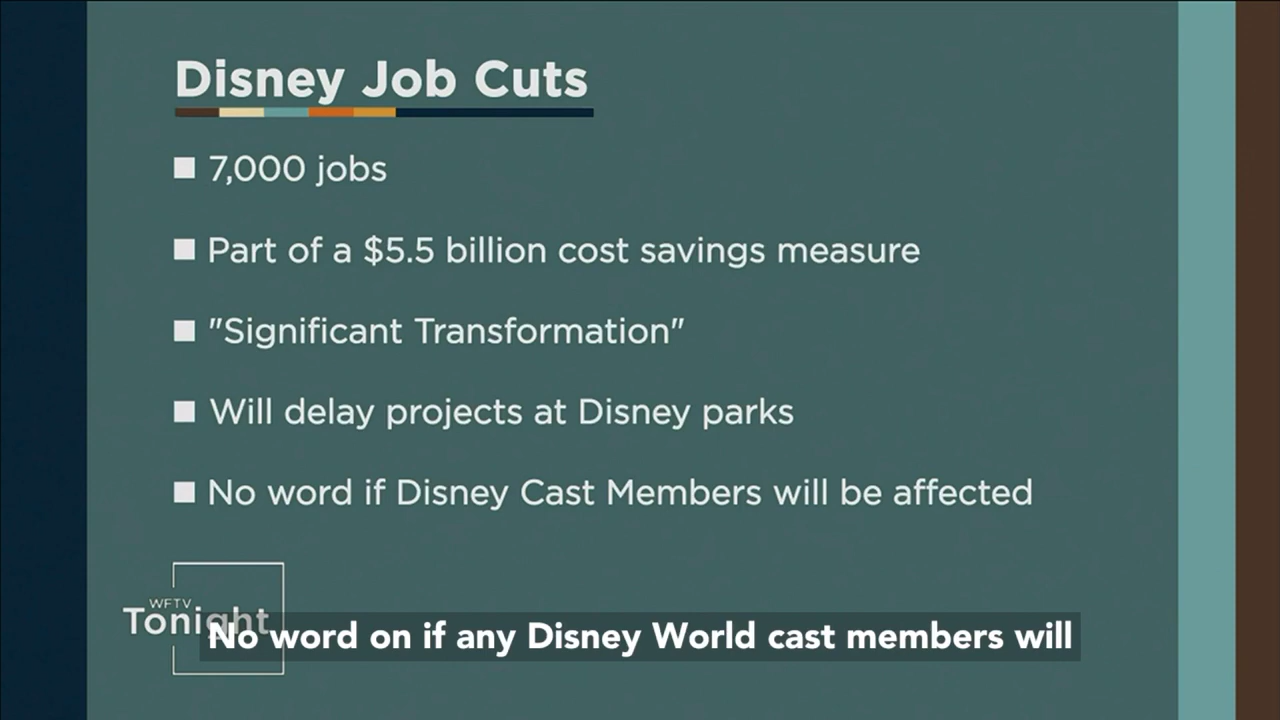 Disney Job Cuts
7,000 jobs
Part of a $5.5 billion cost savings measure
"Significant Transformation"
Will delay projects at Disney parks
No word if Disney Cast Members will be affected
WFTV
Tonight
No word on if any Disney World cast members will